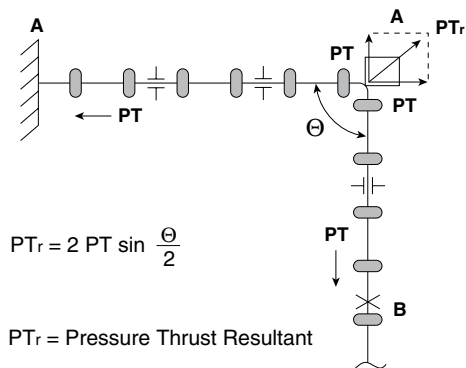 A
A
PTr
PT
PT
PT
Θ
PT
B
PTr = 2 PT sin Θ/2
PTr = Pressure Thrust Resultant